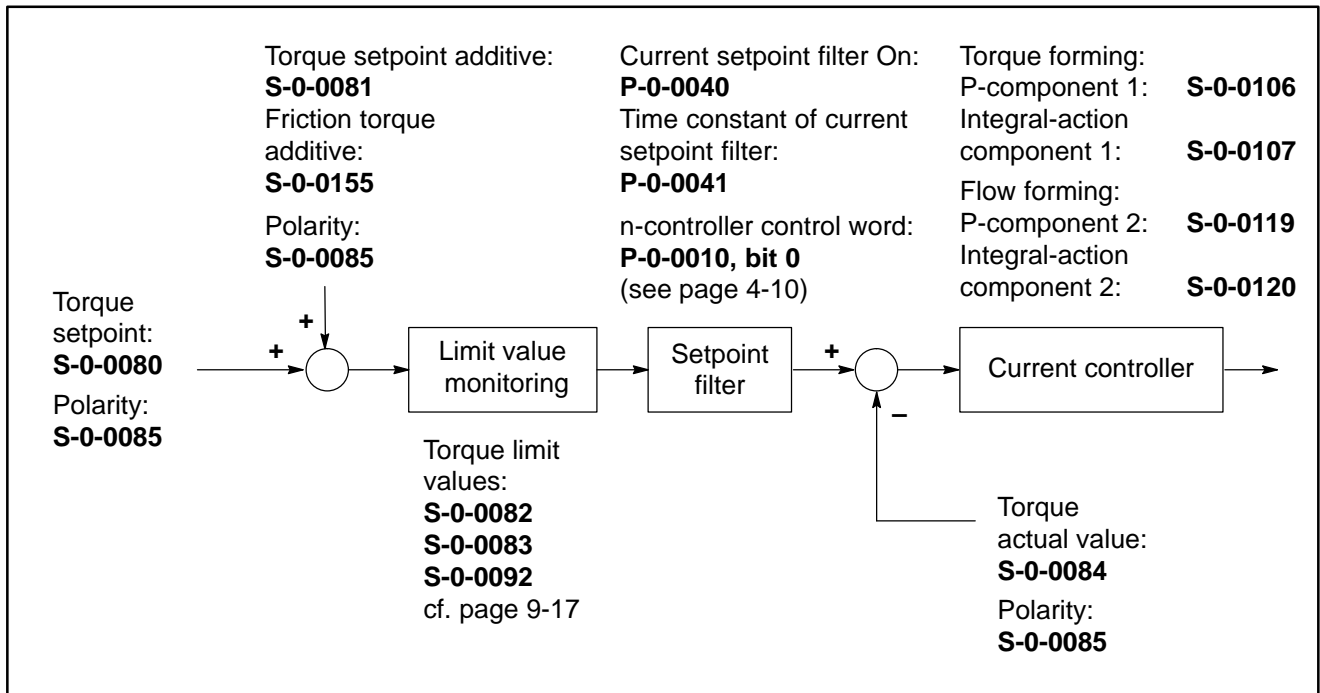 Torque setpoint additive:
S-0-0081
Friction torque
additive:
S-0-0155
Polarity:
S-0-0085
Current setpoint filter On:
P-0-0040
Time constant of current
setpoint filter:
P-0-0041
n-controller control word:
P-0-0010, bit 0
(see page 4-10)
Torque forming:
P-component 1: S-0-0106
Integral-action
component 1: S-0-0107
Flow forming:
P-component 2: S-0-0119
Integral-action
component 2: S-0-0120
Torque
setpoint:
S-0-0080
Polarity:
S-0-0085
+
+
Limit value
monitoring
Setpoint
filter
+
–
Current controller
Torque limit
values:
S-0-0082
S-0-0083
S-0-0092
cf. page 9-17
Torque
actual value:
S-0-0084
Polarity:
S-0-0085